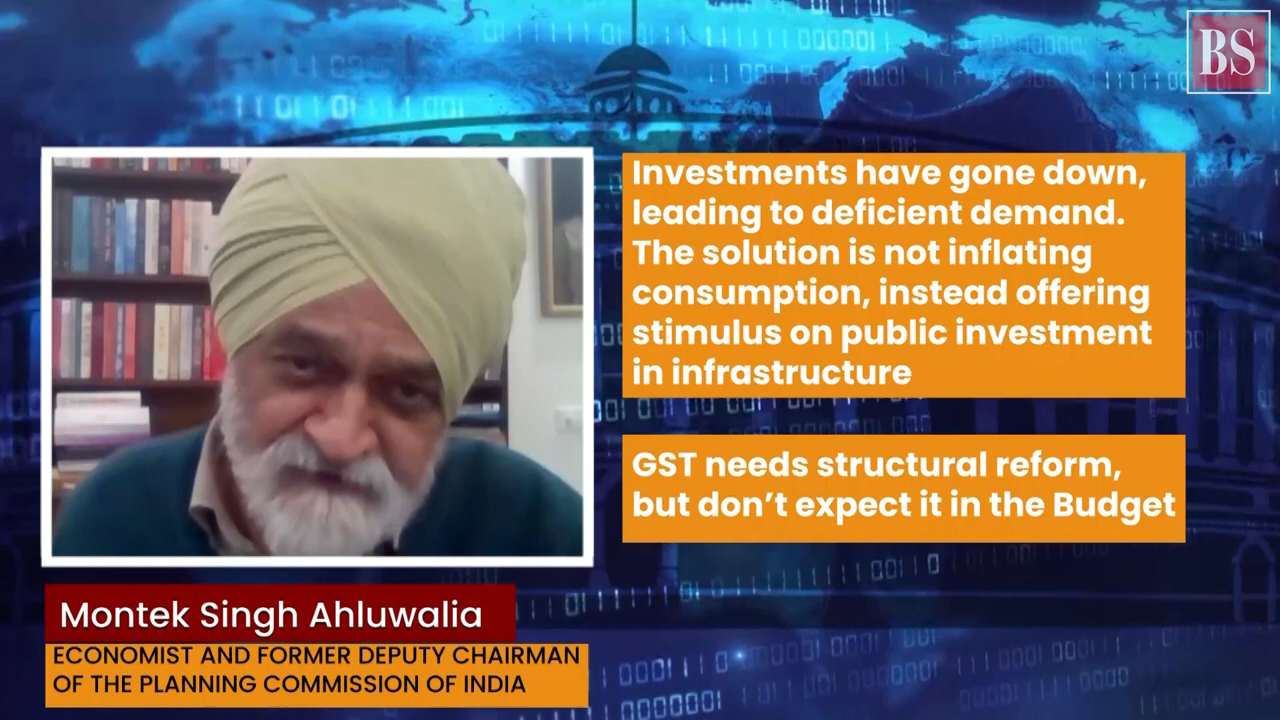 BS
Investments have gone down,
leading to deficient demand.
The solution is not inflating
consumption, instead offering
stimulus on public investment
in infrastructure
GST needs structural reform,
but don’t expect it in the Budget
Montek Singh Ahluwalia
ECONOMIST AND FORMER DEPUTY CHAIRMAN
OF THE PLANNING COMMISSION OF INDIA